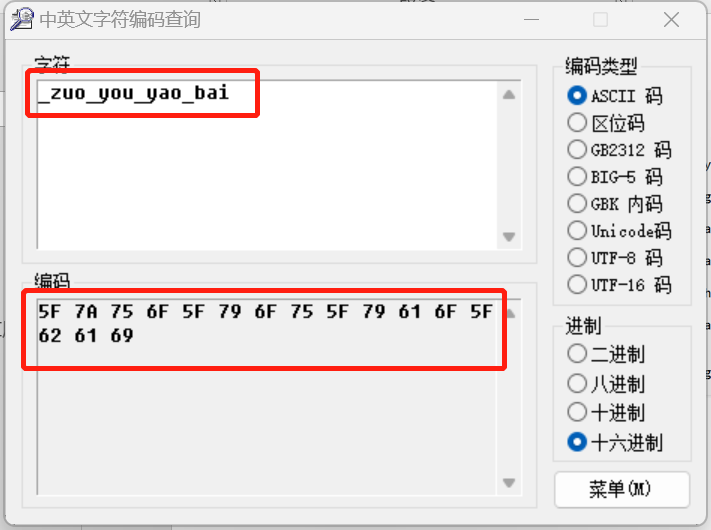 中英文字符编码查询
字符
_zuo_you_yao_bai
编码类型
ASCII 码
区位码
GB2312 码
BIG-5 码
GBK 内码
Unicode码
UTF-8 码
UTF-16 码
编码
5F 7A 75 6F 5F 79 6F 75 5F 79 61 6F 5F
62 61 69
进制
二进制
八进制
十进制
十六进制
菜单(M)